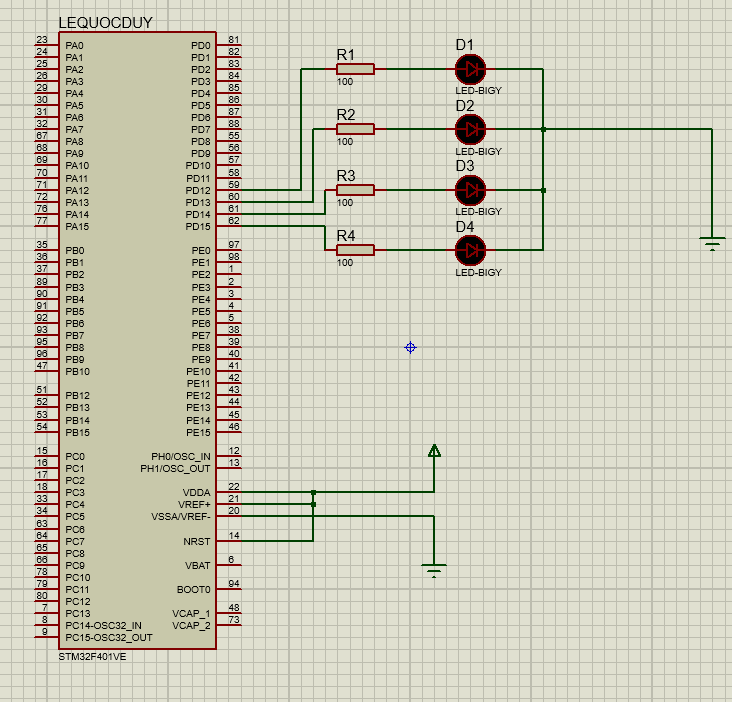 LEQUOCDUY
23 PA0 PD0 81
24 PA1 PD1 82
25 PA2 PD2 83
26 PA3 PD3 84
29 PA4 PD4 85
30 PA5 PD5 86
31 PA6 PD6 87
32 PA7 PD7 88
67 PA8 PD8 55
68 PA9 PD9 56
69 PA10 PD10 57
70 PA11 PD11 58
71 PA12 PD12 59
72 PA13 PD13 60
76 PA14 PD14 61
77 PA15 PD15 62
35 PB0 PE0 97
36 PB1 PE1 98
37 PB2 PE2 1
89 PB3 PE3 2
90 PB4 PE4 3
91 PB5 PE5 4
92 PB6 PE6 5
93 PB7 PE7 38
95 PB8 PE8 39
96 PB9 PE9 40
47 PB10 PE10 41
PE11 42
51 PB12 PE12 43
52 PB13 PE13 44
53 PB14 PE14 45
54 PB15 PE15 46
15 PC0 PH0/OSC_IN 12
16 PC1 PH1/OSC_OUT 13
17 PC2
18 PC3 VDDA 22
33 PC4 VREF+ 21
34 PC5 VSSA/VREF- 20
63 PC6
64 PC7 NRST 14
65 PC8
66 PC9 VBAT 6
78 PC10
79 PC11 BOOT0 94
80 PC12
7 PC13 VCAP_1 48
8 PC14-OSC32_IN VCAP_2 73
9 PC15-OSC32_OUT
STM32F401VE
R1
100
D1
LED-BIGY
R2
100
D2
LED-BIGY
R3
100
D3
LED-BIGY
R4
100
D4
LED-BIGY